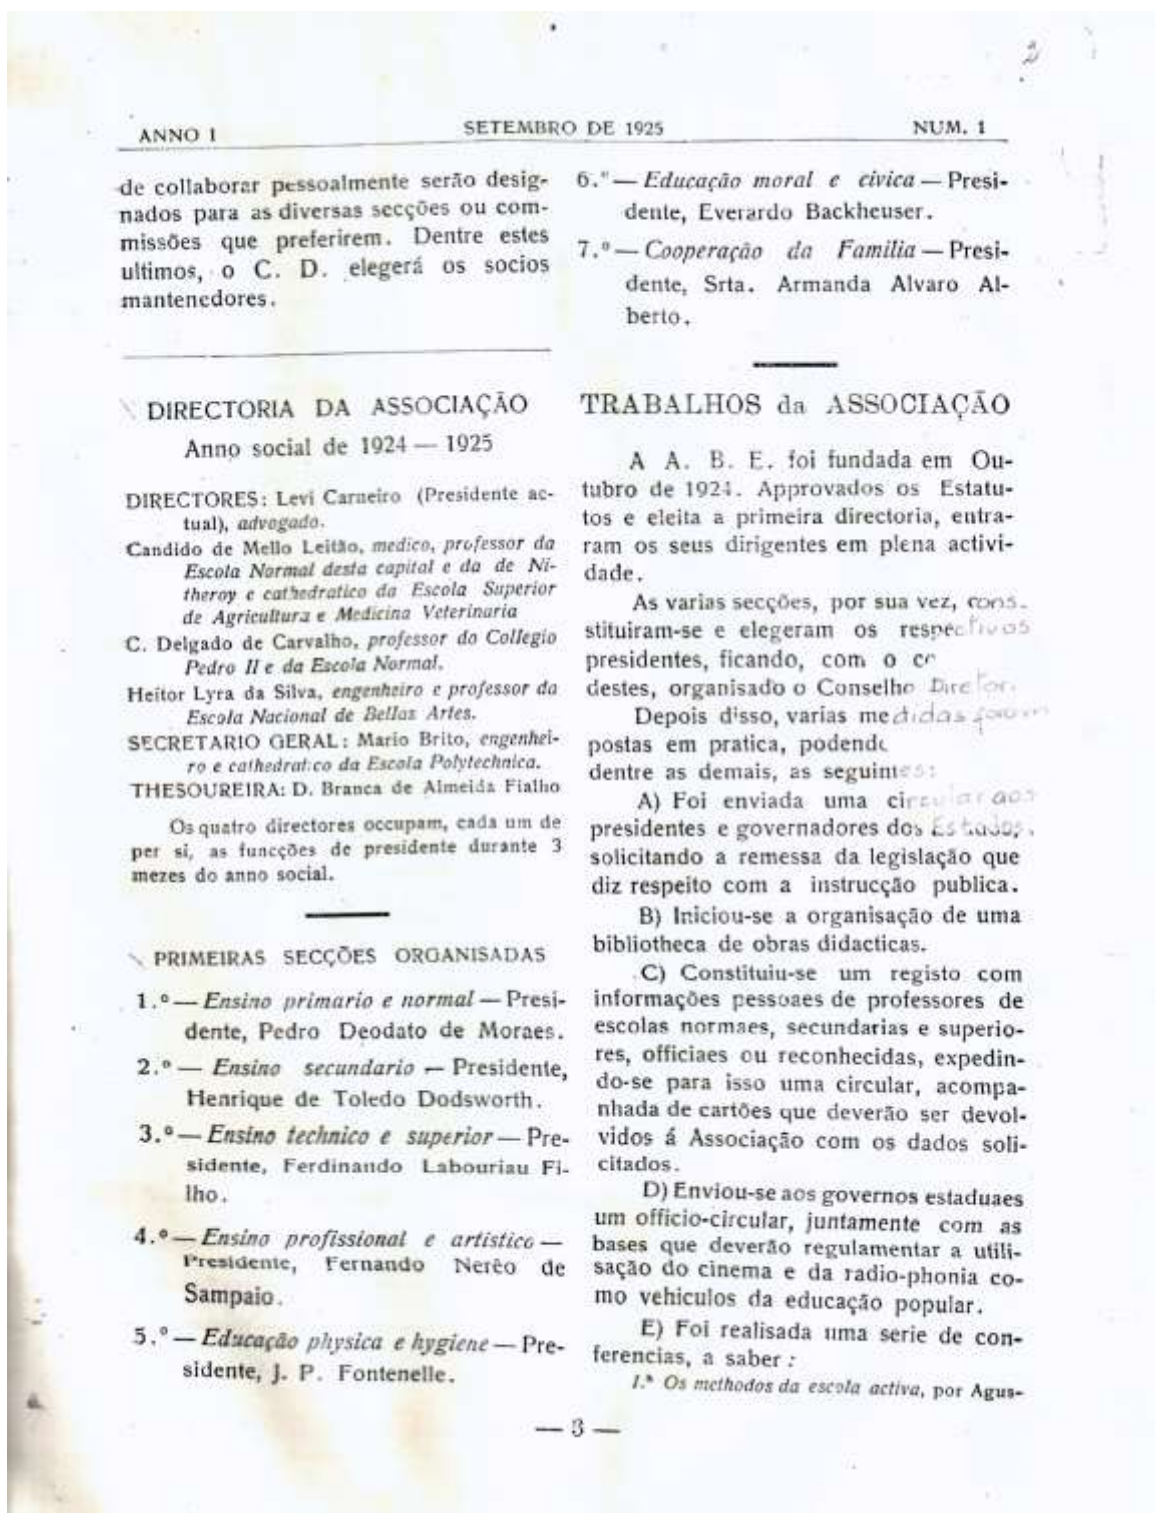 2
ANNO I
SETEMBRO DE 1925
NUM. 1
de collaborar pessoalmente serão desig-
nados para as diversas secções ou com-
missões que preferirem. Dentre estes
ultimos, o C. D. elegerá os socios
mantenedores.
DIRECTORIA DA ASSOCIAÇÃO
Anno social de 1924 — 1925
DIRECTORES: Levi Carneiro (Presidente ac-
tual), advogado.
Candido de Mello Leitão, medico, professor da
Escola Normal desta capital e da de Ni-
theroy e cathedratico da Escola Superior
de Agricultura e Medicina Veterinaria
C. Delgado de Carvalho, professor do Collegio
Pedro II e da Escola Normal.
Heitor Lyra da Silva, engenheiro e professor da
Escola Nacional de Bellas Artes.
SECRETARIO GERAL: Mario Brito, engenhei-
ro e cathedratico da Escola Polytechnica.
THESOUREIRA: D. Branca de Almeida Fialho
Os quatro directores occupam, cada um de
per si, as funcções de presidente durante 3
mezes do anno social.
PRIMEIRAS SECÇÕES ORGANISADAS
1.º — Ensino primario e normal — Presi-
dente, Pedro Deodato de Moraes.
2.º — Ensino secundario — Presidente,
Henrique de Toledo Dodsworth.
3.º — Ensino technico e superior — Pre-
sidente, Ferdinando Labouriau Fi-
lho.
4.º — Ensino profissional e artistico —
Presidente, Fernando Nerêo de
Sampaio.
5.º — Educação physica e hygiene — Pre-
sidente, J. P. Fontenelle.
6.º — Educação moral e civica — Presi-
dente, Everardo Backheuser.
7.º — Cooperação da Familia — Presi-
dente, Srta. Armanda Alvaro Al-
berto.
TRABALHOS da ASSOCIAÇÃO
A A. B. E. foi fundada em Ou-
tubro de 1924. Approvados os Estatu-
tos e eleita a primeira directoria, entra-
ram os seus dirigentes em plena activi-
dade.
As varias secções, por sua vez, cons-
stituiram-se e elegeram os respectivos
presidentes, ficando, com o
destes, organisado o Conselho Diretor.
Depois disso, varias medidas foram
postas em pratica, podend
dentre as demais, as seguintes:
A) Foi enviada uma circular aos
presidentes e governadores dos Estados,
solicitando a remessa da legislação que
diz respeito com a instrucção publica.
B) Iniciou-se a organisação de uma
bibliotheca de obras didacticas.
C) Constituiu-se um registo com
informações pessoaes de professores de
escolas normaes, secundarias e superio-
res, officiaes ou reconhecidas, expedin-
do-se para isso uma circular, acompa-
nhada de cartões que deverão ser devol-
vidos á Associação com os dados soli-
citados.
D) Enviou-se aos governos estaduaes
um officio-circular, juntamente com as
bases que deverão regulamentar a utili-
sação do cinema e da radio-phonia co-
mo vehiculos da educação popular.
E) Foi realisada uma serie de con-
ferencias, a saber :
1.ª Os methodos da escola activa, por Agus-
— 3 —